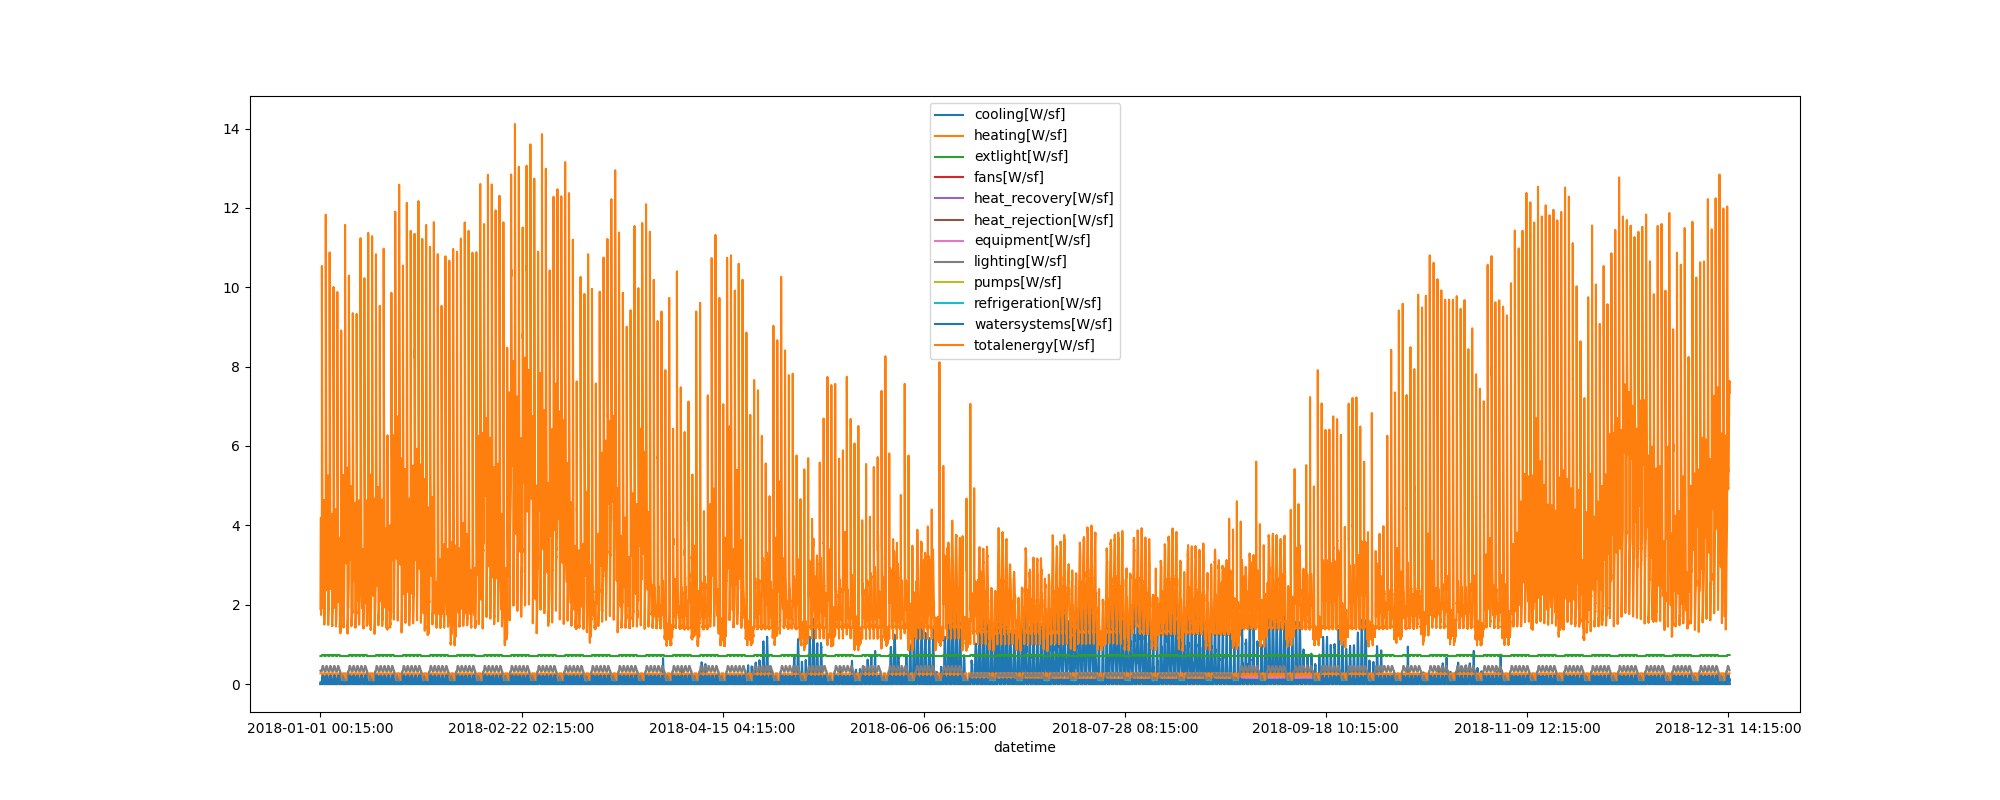 14
12
10
8
6
4
2
0
cooling[W/sf]
heating[W/sf]
extlight[W/sf]
fans[W/sf]
heat_recovery[W/sf]
heat_rejection[W/sf]
equipment[W/sf]
lighting[W/sf]
pumps[W/sf]
refrigeration[W/sf]
watersystems[W/sf]
totalenergy[W/sf]
2018-01-01 00:15:00
2018-02-22 02:15:00
2018-04-15 04:15:00
2018-06-06 06:15:00
2018-07-28 08:15:00
2018-09-18 10:15:00
2018-11-09 12:15:00
2018-12-31 14:15:00
datetime